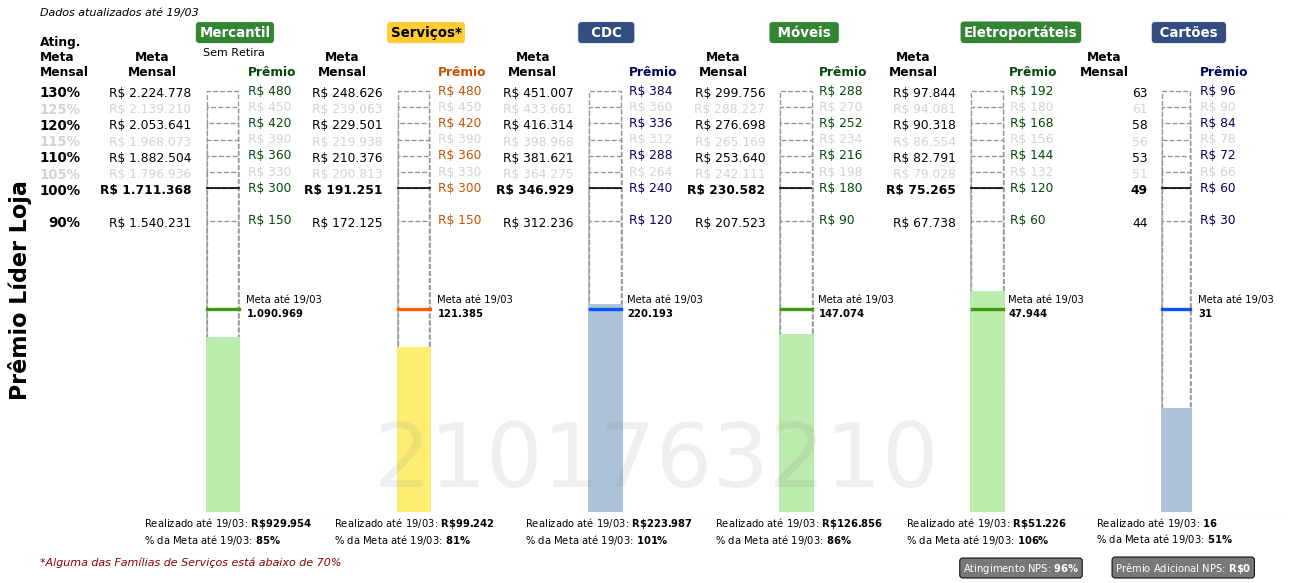 Dados atualizados até 19/03
Mercantil Serviços* CDC Móveis Eletroportáteis Cartões
Sem Retira
Ating. Meta Mensal
Meta Mensal Prêmio Meta Mensal Prêmio Meta Mensal Prêmio Meta Mensal Prêmio Meta Mensal Prêmio Meta Mensal Prêmio
130% R$ 2.224.778 R$ 480 R$ 248.626 R$ 480 R$ 451.007 R$ 384 R$ 299.756 R$ 288 R$ 97.844 R$ 192 63 R$ 96
125% R$ 2.139.210 R$ 450 R$ 239.063 R$ 450 R$ 433.661 R$ 360 R$ 288.227 R$ 270 R$ 94.081 R$ 180 61 R$ 90
120% R$ 2.053.641 R$ 420 R$ 229.501 R$ 420 R$ 416.314 R$ 336 R$ 276.698 R$ 252 R$ 90.318 R$ 168 58 R$ 84
115% R$ 1.968.073 R$ 390 R$ 219.938 R$ 390 R$ 398.968 R$ 312 R$ 265.169 R$ 234 R$ 86.554 R$ 156 56 R$ 78
110% R$ 1.882.504 R$ 360 R$ 210.376 R$ 360 R$ 381.621 R$ 288 R$ 253.640 R$ 216 R$ 82.791 R$ 144 53 R$ 72
105% R$ 1.796.936 R$ 330 R$ 200.813 R$ 330 R$ 364.275 R$ 264 R$ 242.111 R$ 198 R$ 79.028 R$ 132 51 R$ 66
100% R$ 1.711.368 R$ 300 R$ 191.251 R$ 300 R$ 346.929 R$ 240 R$ 230.582 R$ 180 R$ 75.265 R$ 120 49 R$ 60
90% R$ 1.540.231 R$ 150 R$ 172.125 R$ 150 R$ 312.236 R$ 120 R$ 207.523 R$ 90 R$ 67.738 R$ 60 44 R$ 30
Prêmio Líder Loja
Meta até 19/03 Meta até 19/03 Meta até 19/03 Meta até 19/03 Meta até 19/03 Meta até 19/03
1.090.969 121.385 220.193 147.074 47.944 31
2101763210
Realizado até 19/03: R$929.954 Realizado até 19/03: R$99.242 Realizado até 19/03: R$223.987 Realizado até 19/03: R$126.856 Realizado até 19/03: R$51.226 Realizado até 19/03: 16
% da Meta até 19/03: 85% % da Meta até 19/03: 81% % da Meta até 19/03: 101% % da Meta até 19/03: 86% % da Meta até 19/03: 106% % da Meta até 19/03: 51%
*Alguma das Famílias de Serviços está abaixo de 70%
Atingimento NPS: 96% Prêmio Adicional NPS: R$0